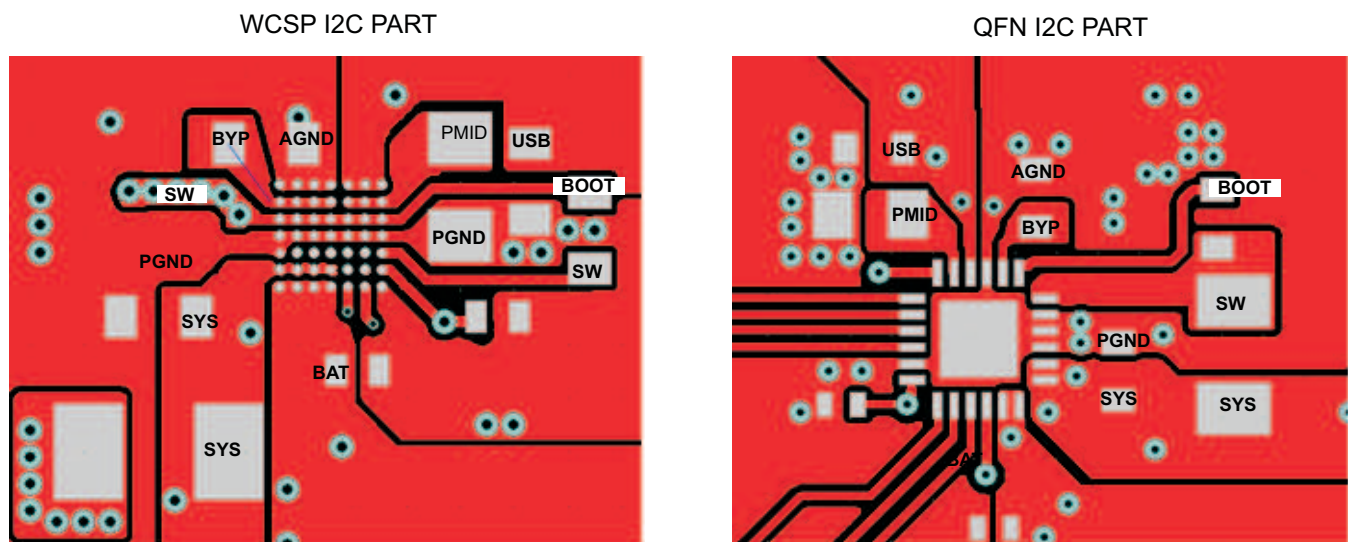 WCSP I2C PART
QFN I2C PART
BYP
AGND
PMID
USB
SW
BOOT
PGND
PGND
SW
SYS
BAT
SYS
USB
AGND
BOOT
PMID
BYP
SW
PGND
SYS
SYS
BAT